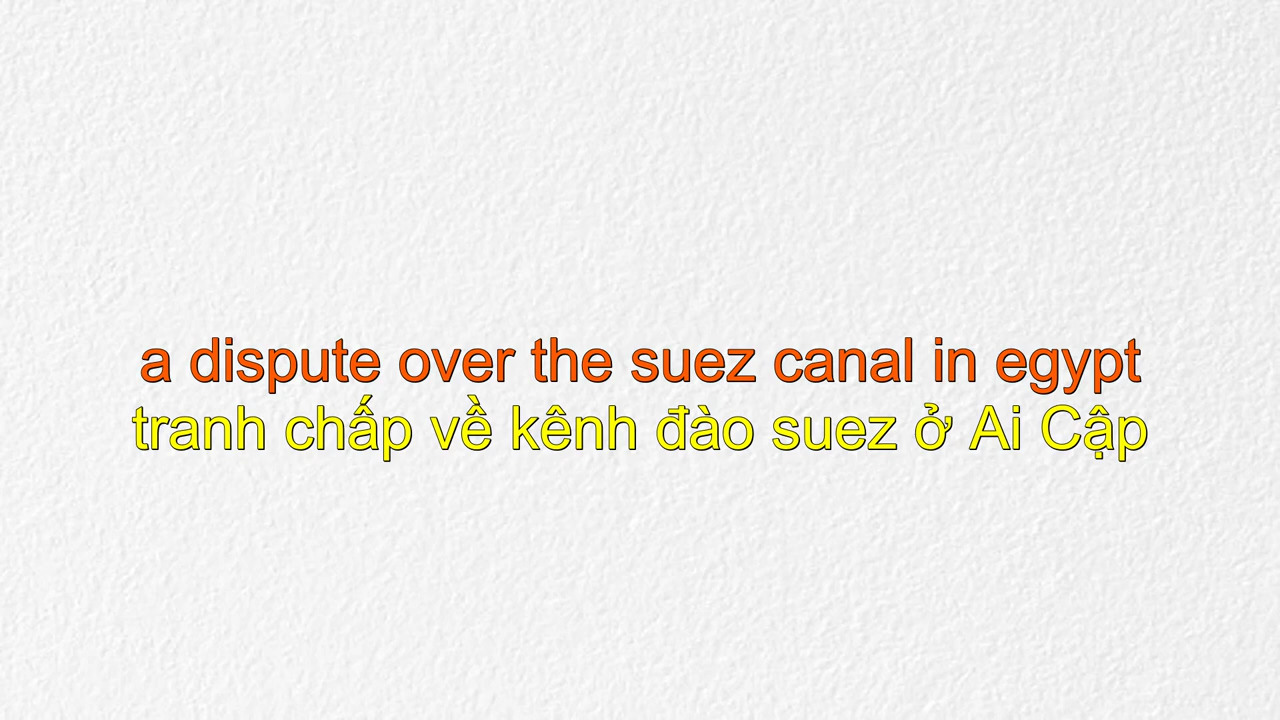 a dispute over the suez canal in egypt
tranh chấp về kênh đào suez ở Ai Cập